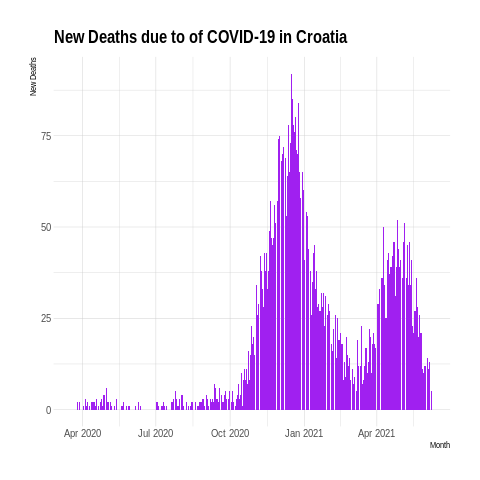 New Deaths due to of COVID-19 in Croatia
New Deaths
75
50
25
0
Apr 2020
Jul 2020
Oct 2020
Jan 2021
Apr 2021
Month